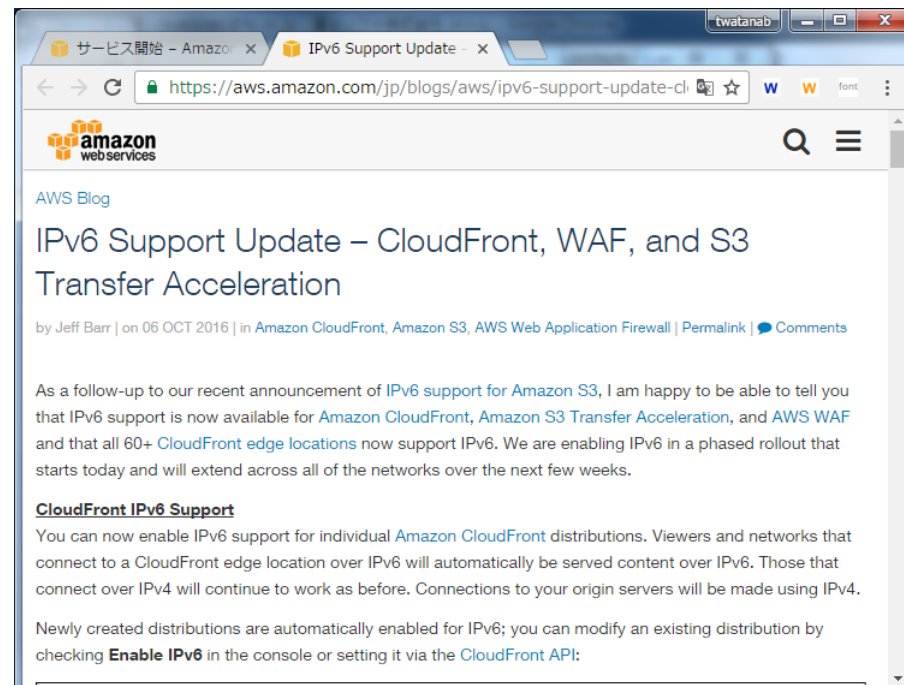 twatanab
サービス開始 – Amazor
IPv6 Support Update -
https://aws.amazon.com/jp/blogs/aws/ipv6-support-update-cl
W W font
amazon
webservices
AWS Blog
IPv6 Support Update – CloudFront, WAF, and S3
Transfer Acceleration
by Jeff Barr | on 06 OCT 2016 | in Amazon CloudFront, Amazon S3, AWS Web Application Firewall | Permalink | Comments
As a follow-up to our recent announcement of IPv6 support for Amazon S3, I am happy to be able to tell you
that IPv6 support is now available for Amazon CloudFront, Amazon S3 Transfer Acceleration, and AWS WAF
and that all 60+ CloudFront edge locations now support IPv6. We are enabling IPv6 in a phased rollout that
starts today and will extend across all of the networks over the next few weeks.
CloudFront IPv6 Support
You can now enable IPv6 support for individual Amazon CloudFront distributions. Viewers and networks that
connect to a CloudFront edge location over IPv6 will automatically be served content over IPv6. Those that
connect over IPv4 will continue to work as before. Connections to your origin servers will be made using IPv4.
Newly created distributions are automatically enabled for IPv6; you can modify an existing distribution by
checking Enable IPv6 in the console or setting it via the CloudFront API: